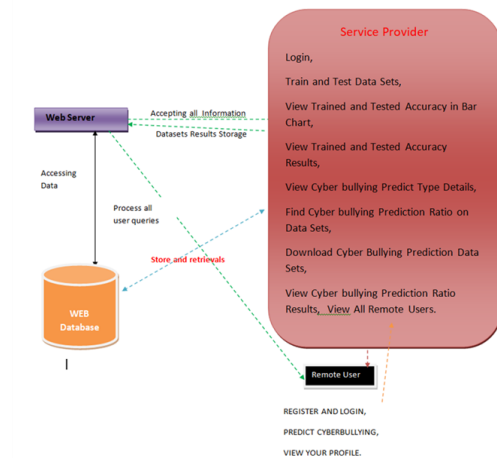 Service Provider
Login,
Train and Test Data Sets,
View Trained and Tested Accuracy in Bar
Chart,
View Trained and Tested Accuracy
Results,
View Cyber bullying Predict Type Details,
Find Cyber bullying Prediction Ratio on
Data Sets,
Download Cyber Bullying Prediction Data
Sets,
View Cyber bullying Prediction Ratio
Results, View All Remote Users.
Web Server
Accepting all Information
Datasets Results Storage
Accessing
Data
Process all
user queries
Store and retrievals
WEB
Database
Remote User
REGISTER AND LOGIN,
PREDICT CYBERBULLYING,
VIEW YOUR PROFILE.